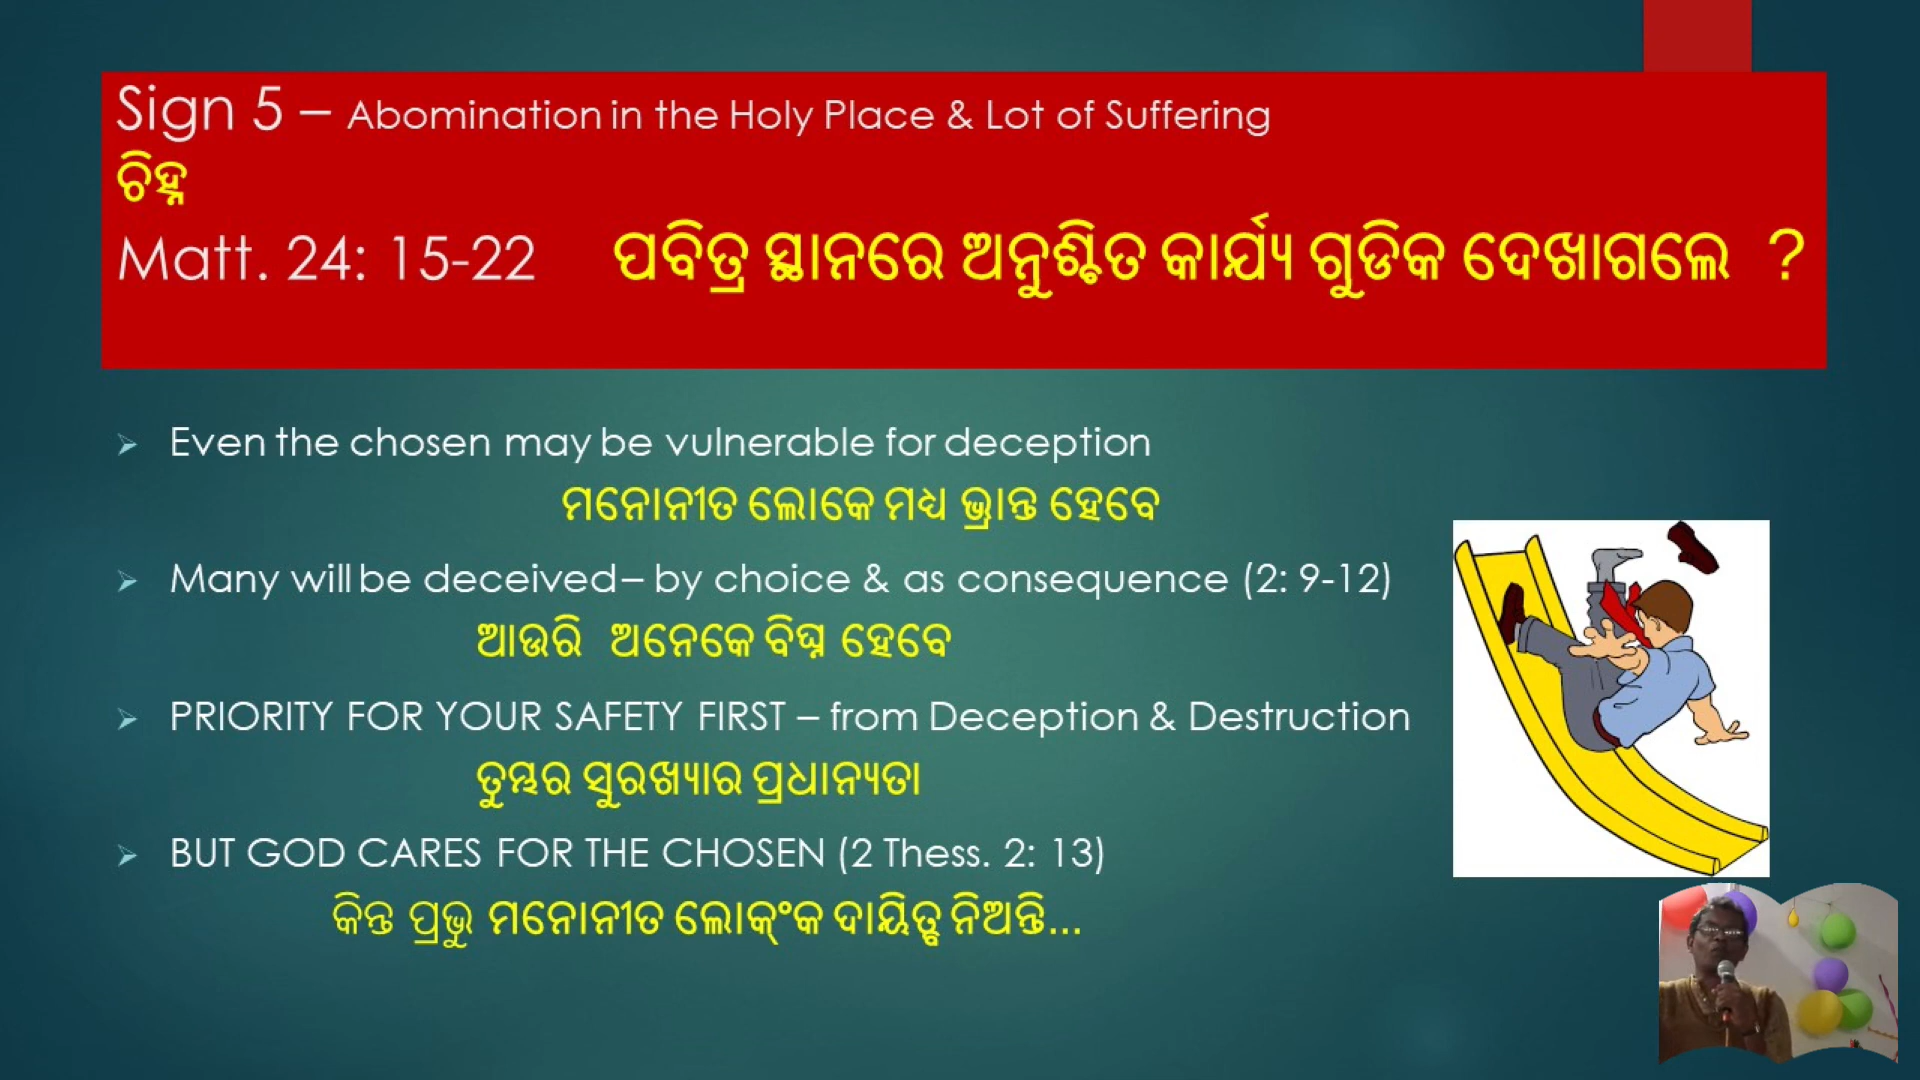 Sign 5 – Abomination in the Holy Place & Lot of Suffering
ଚିହ୍ନ
Matt. 24: 15-22 ପବିତ୍ର ସ୍ଥାନରେ ଅନୁଶ୍ଚିତ କାର୍ଯ୍ୟ ଗୁଡିକ ଦେଖାଗଲେ ?
Even the chosen may be vulnerable for deception
ମନୋନୀତ ଲୋକେ ମଧ୍ୟ ଭ୍ରାନ୍ତ ହେବେ
Many will be deceived – by choice & as consequence (2: 9-12)
ଆଉରି ଅନେକେ ବିଘ୍ନ ହେବେ
PRIORITY FOR YOUR SAFETY FIRST – from Deception & Destruction
ତୁମ୍ଭର ସୁରଖ୍ୟାର ପ୍ରଧାନ୍ୟତା
BUT GOD CARES FOR THE CHOSEN (2 Thess. 2: 13)
କିନ୍ତ ପ୍ରଭୁ ମନୋନୀତ ଲୋକ୍ଂକ ଦାୟିତ୍ବ ନିଅନ୍ତି...